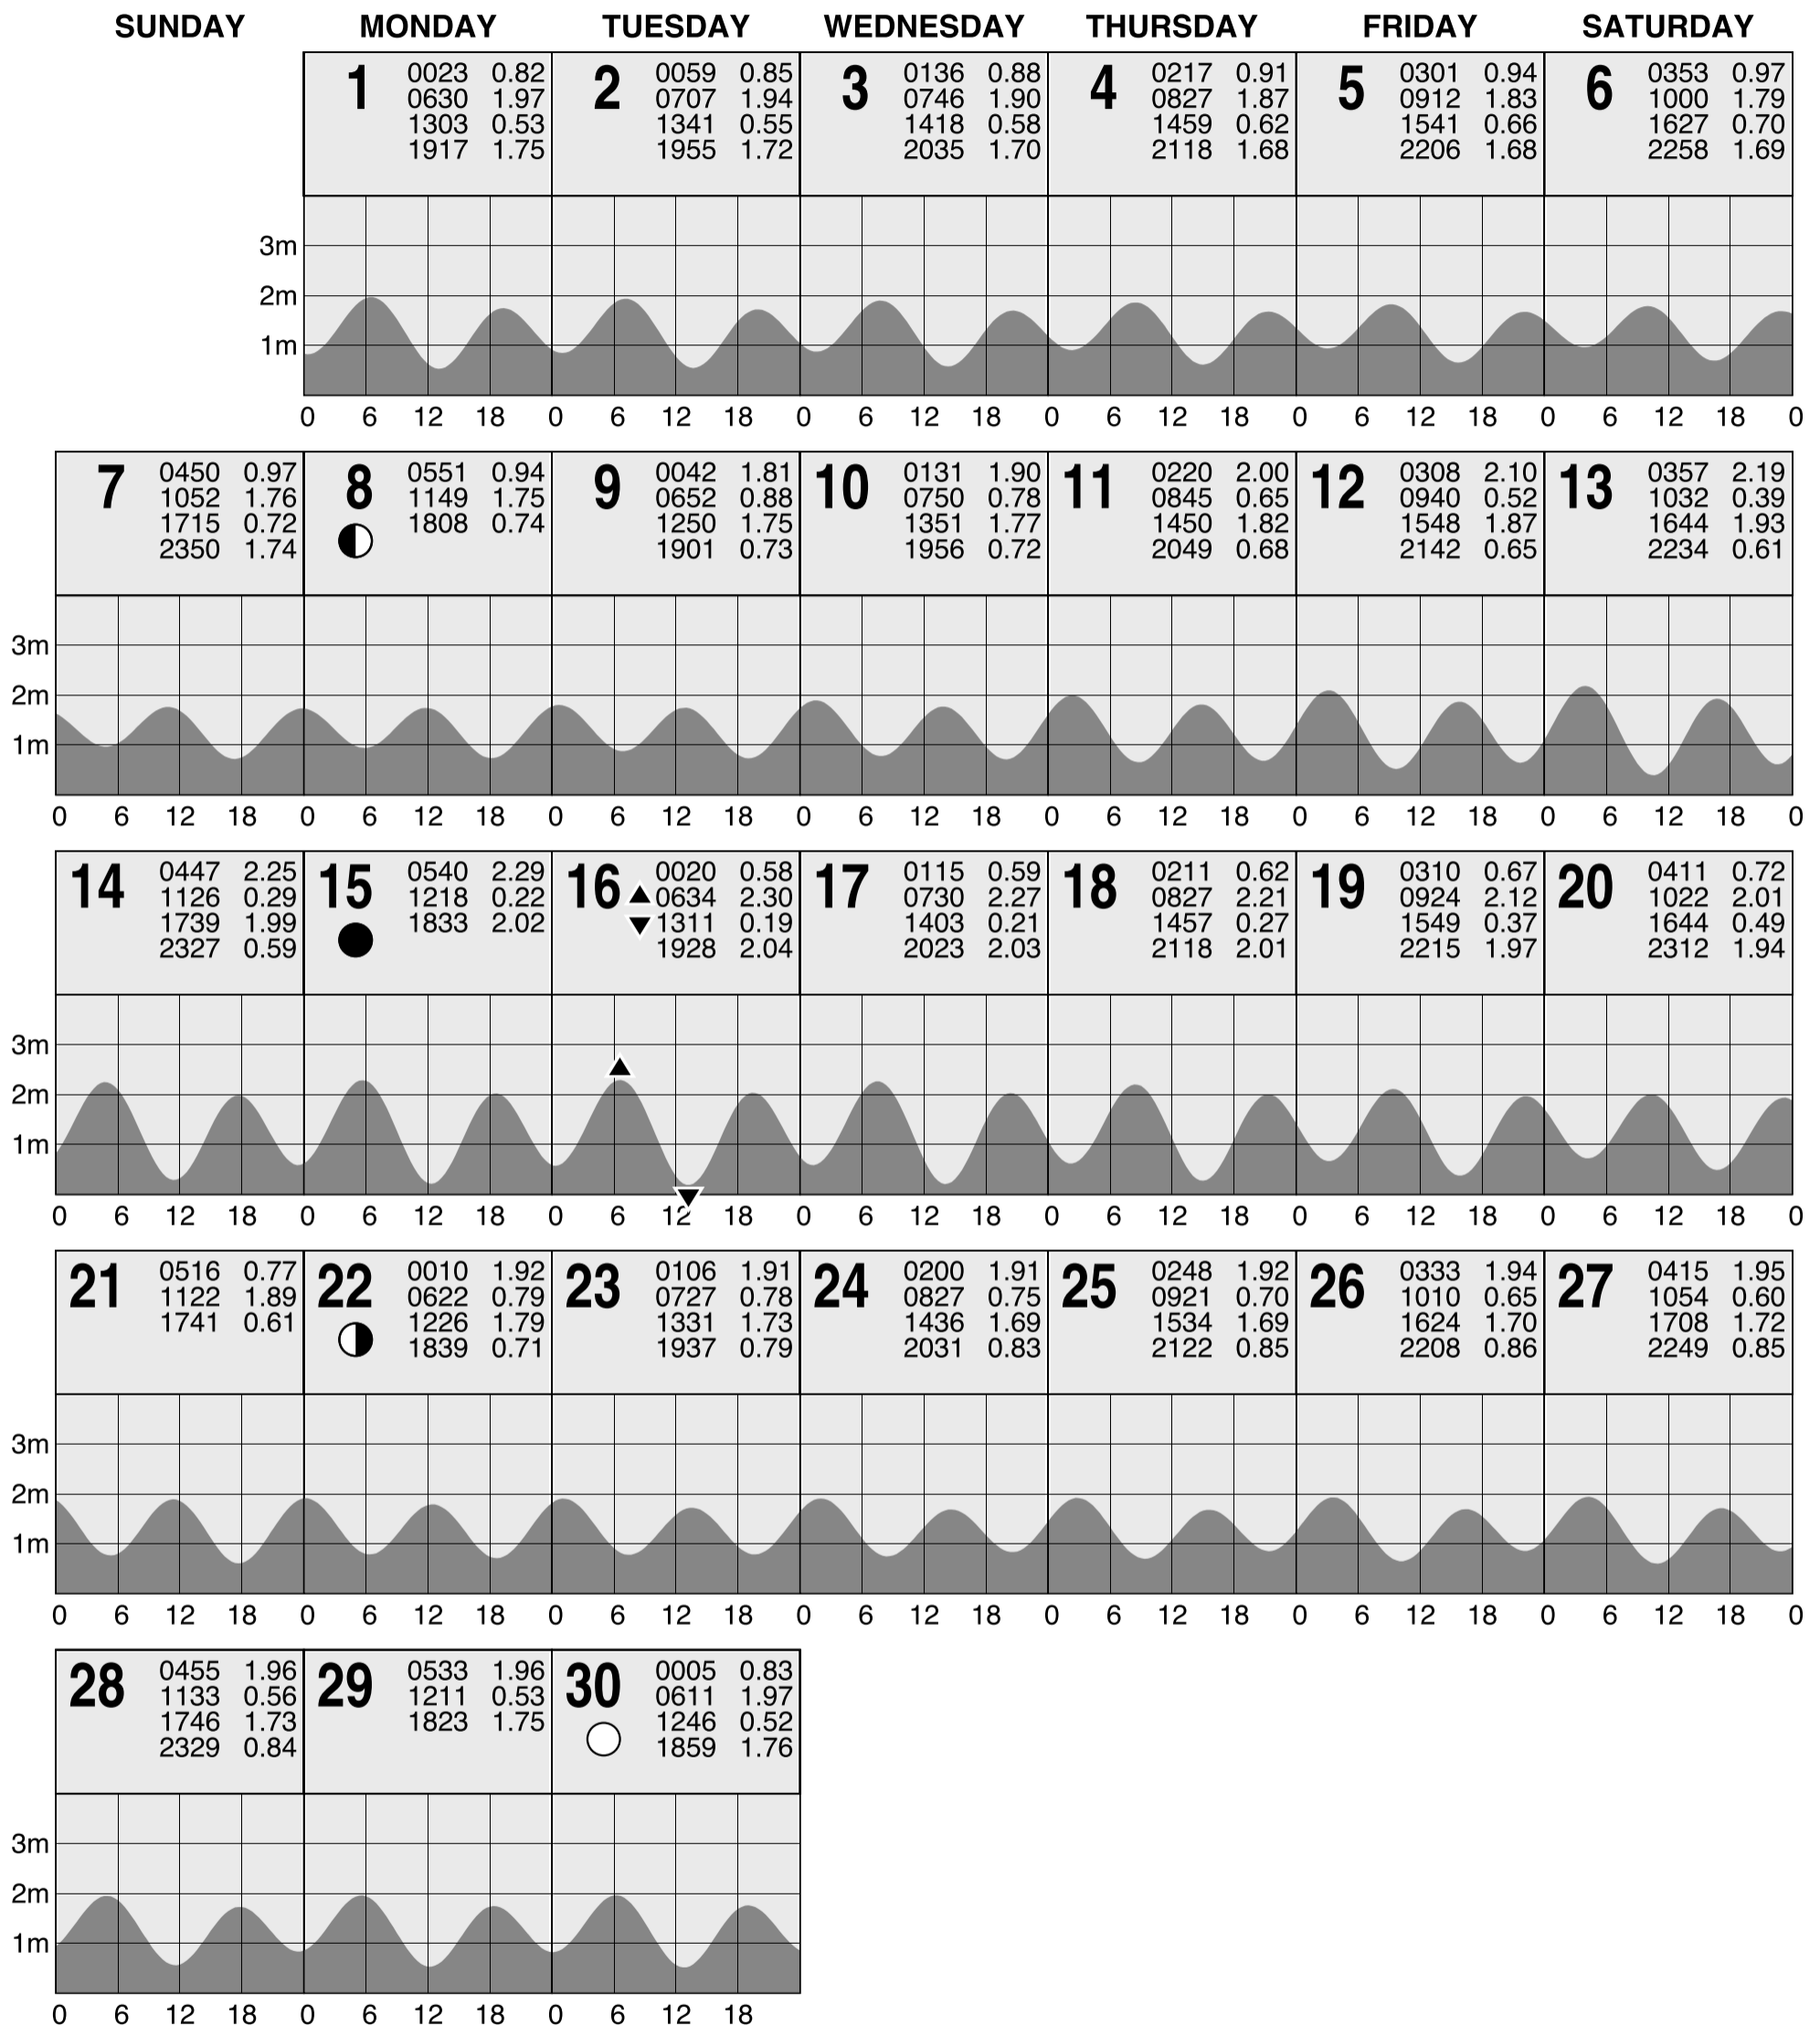 SUNDAY MONDAY TUESDAY WEDNESDAY THURSDAY FRIDAY SATURDAY
1 0023 0.82
0630 1.97
1303 0.53
1917 1.75
2 0059 0.85
0707 1.94
1341 0.55
1955 1.72
3 0136 0.88
0746 1.90
1418 0.58
2035 1.70
4 0217 0.91
0827 1.87
1459 0.62
2118 1.68
5 0301 0.94
0912 1.83
1541 0.66
2206 1.68
6 0353 0.97
1000 1.79
1627 0.70
2258 1.69
3m
2m
1m
0 6 12 18 0 6 12 18 0 6 12 18 0 6 12 18 0 6 12 18 0 6 12 18 0
7 0450 0.97
1052 1.76
1715 0.72
2350 1.74
8 0551 0.94
1149 1.75
1808 0.74
9 0042 1.81
0652 0.88
1250 1.75
1901 0.73
10 0131 1.90
0750 0.78
1351 1.77
1956 0.72
11 0220 2.00
0845 0.65
1450 1.82
2049 0.68
12 0308 2.10
0940 0.52
1548 1.87
2142 0.65
13 0357 2.19
1032 0.39
1644 1.93
2234 0.61
3m
2m
1m
0 6 12 18 0 6 12 18 0 6 12 18 0 6 12 18 0 6 12 18 0 6 12 18 0 6 12 18 0
14 0447 2.25
1126 0.29
1739 1.99
2327 0.59
15 0540 2.29
1218 0.22
1833 2.02
16 0020 0.58
0634 2.30
1311 0.19
1928 2.04
17 0115 0.59
0730 2.27
1403 0.21
2023 2.03
18 0211 0.62
0827 2.21
1457 0.27
2118 2.01
19 0310 0.67
0924 2.12
1549 0.37
2215 1.97
20 0411 0.72
1022 2.01
1644 0.49
2312 1.94
3m
2m
1m
0 6 12 18 0 6 12 18 0 6 12 18 0 6 12 18 0 6 12 18 0 6 12 18 0 6 12 18 0
21 0516 0.77
1122 1.89
1741 0.61
22 0010 1.92
0622 0.79
1226 1.79
1839 0.71
23 0106 1.91
0727 0.78
1331 1.73
1937 0.79
24 0200 1.91
0827 0.75
1436 1.69
2031 0.83
25 0248 1.92
0921 0.70
1534 1.69
2122 0.85
26 0333 1.94
1010 0.65
1624 1.70
2208 0.86
27 0415 1.95
1054 0.60
1708 1.72
2249 0.85
3m
2m
1m
0 6 12 18 0 6 12 18 0 6 12 18 0 6 12 18 0 6 12 18 0 6 12 18 0 6 12 18 0
28 0455 1.96
1133 0.56
1746 1.73
2329 0.84
29 0533 1.96
1211 0.53
1823 1.75
30 0005 0.83
0611 1.97
1246 0.52
1859 1.76
3m
2m
1m
0 6 12 18 0 6 12 18 0 6 12 18